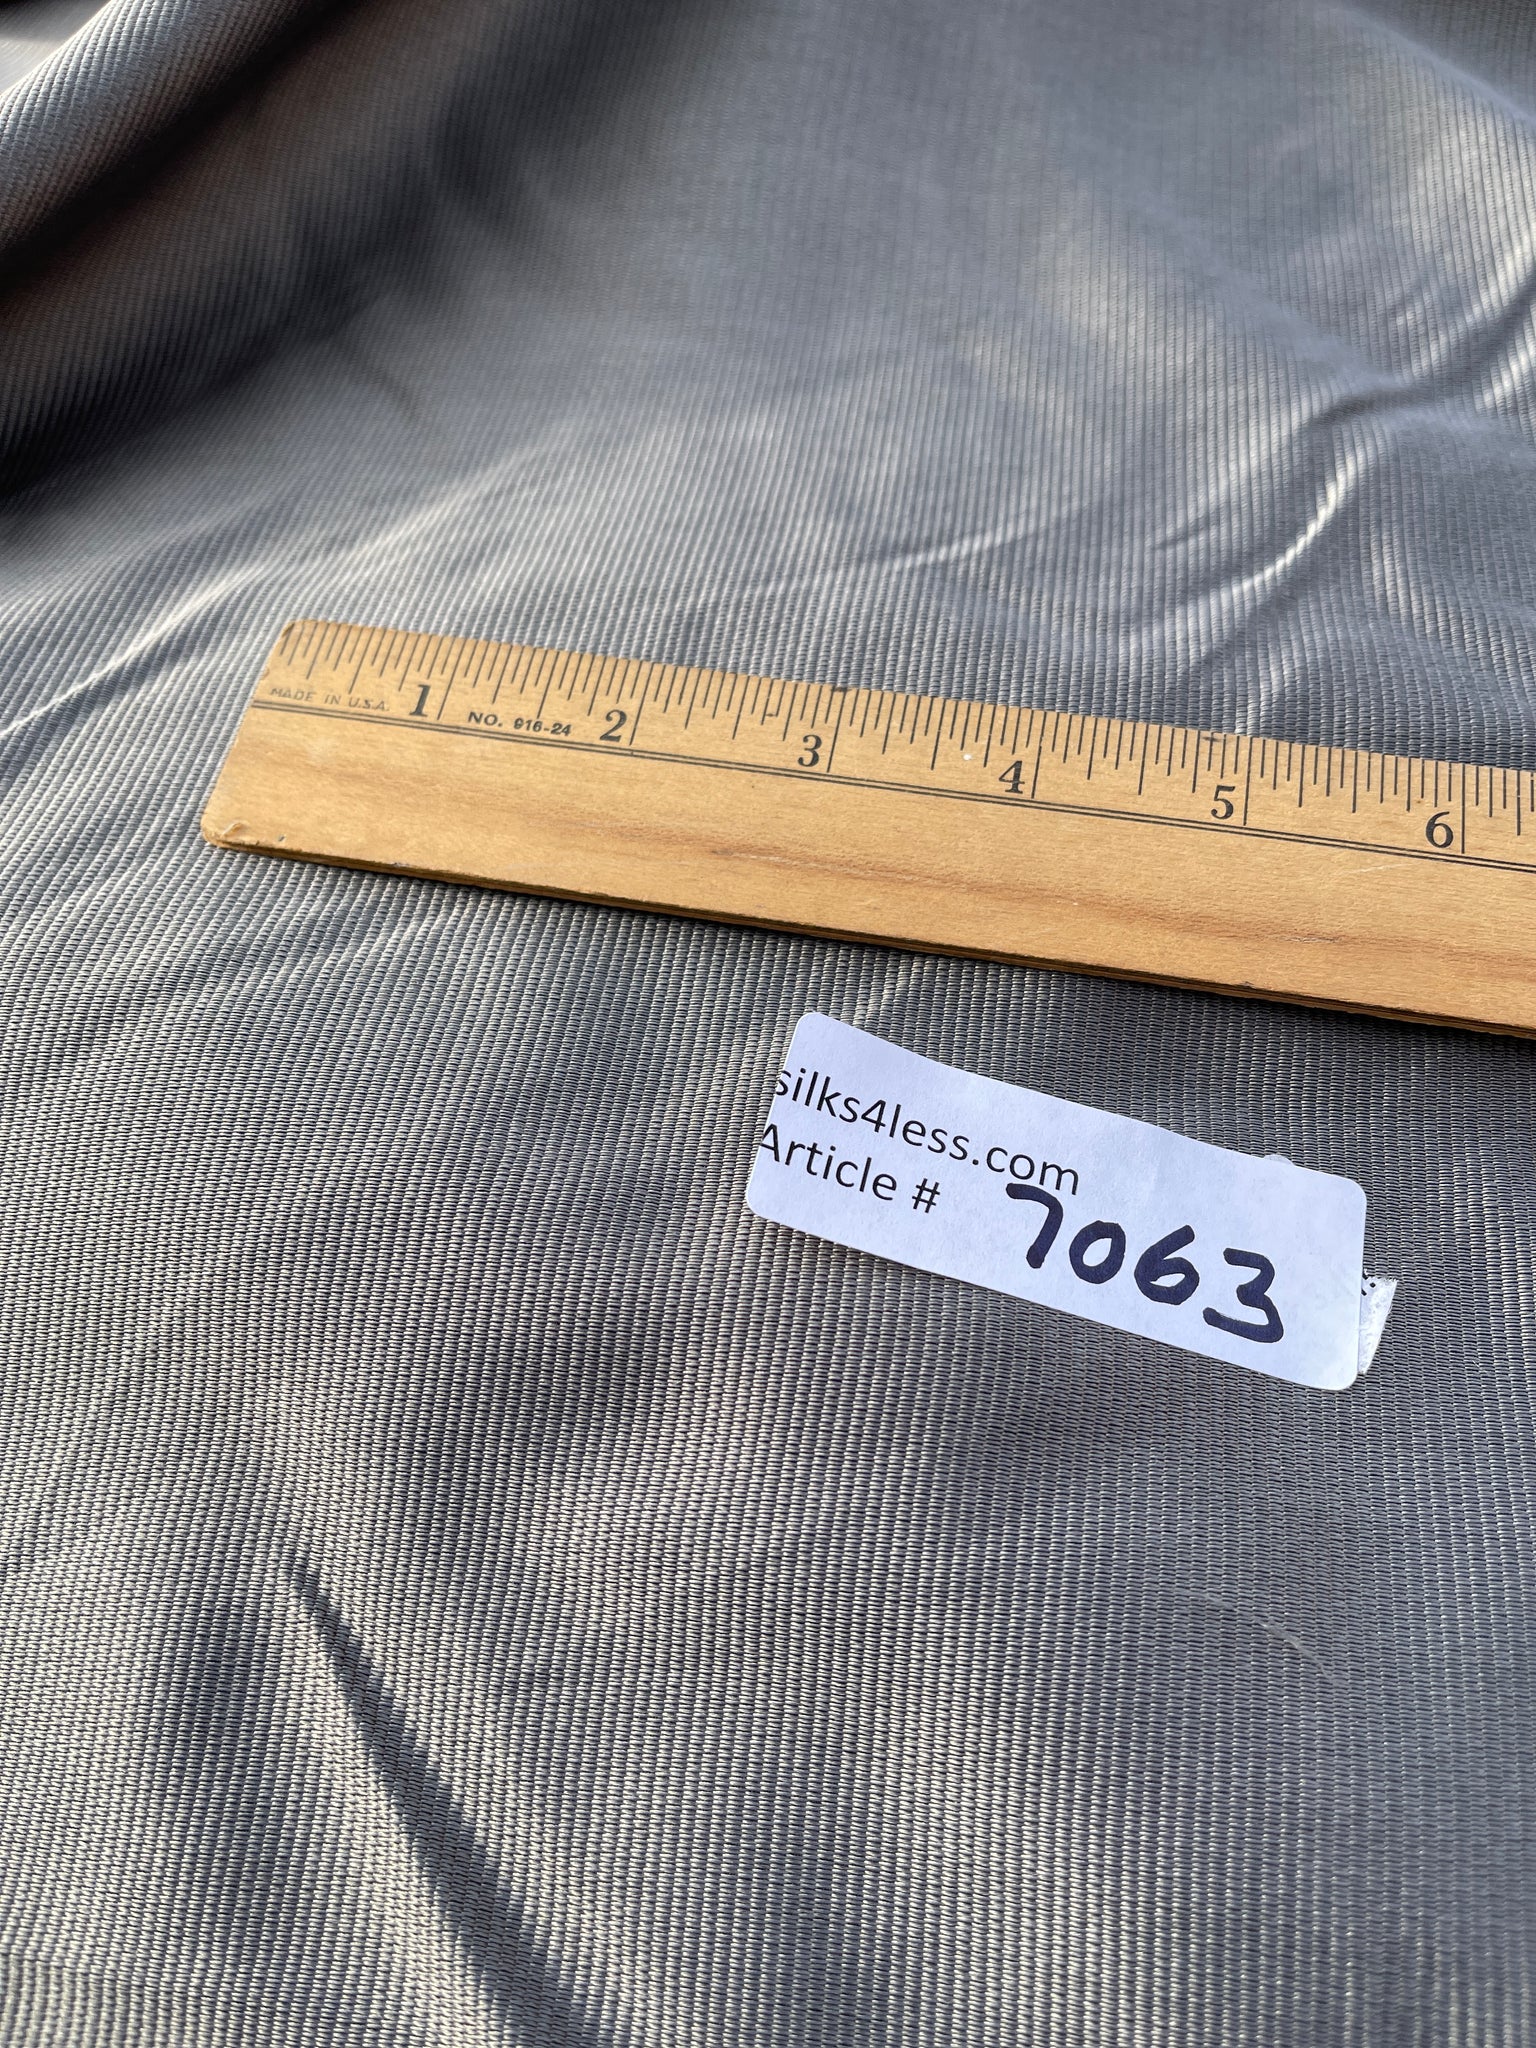 MADE IN U.S.A. 1 NO. 916-24 2 3 4 5 6
silks4less.com
Article # 7063